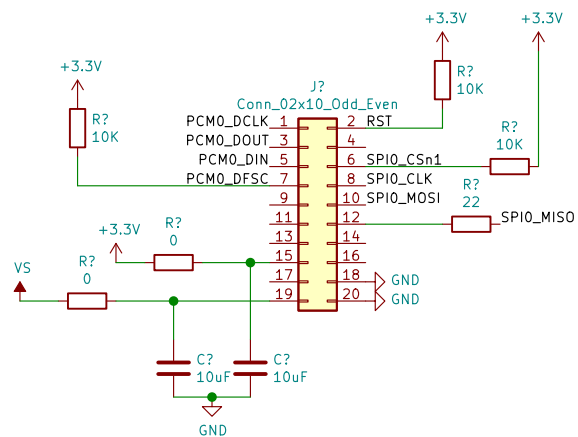 +3.3V
+3.3V
+3.3V
R?
10K
R?
10K
J?
Conn_02x10_Odd_Even
R?
10K
PCM0_DCLK 1 2 RST
PCM0_DOUT 3 4
PCM0_DIN 5 6 SPI0_CSn1
PCM0_DFSC 7 8 SPI0_CLK
9 10 SPI0_MOSI
R?
22
11 12 SPI0_MISO
13 14
15 16
17 18 GND
19 20 GND
+3.3V
R?
0
VS
R?
0
C?
10uF
C?
10uF
GND